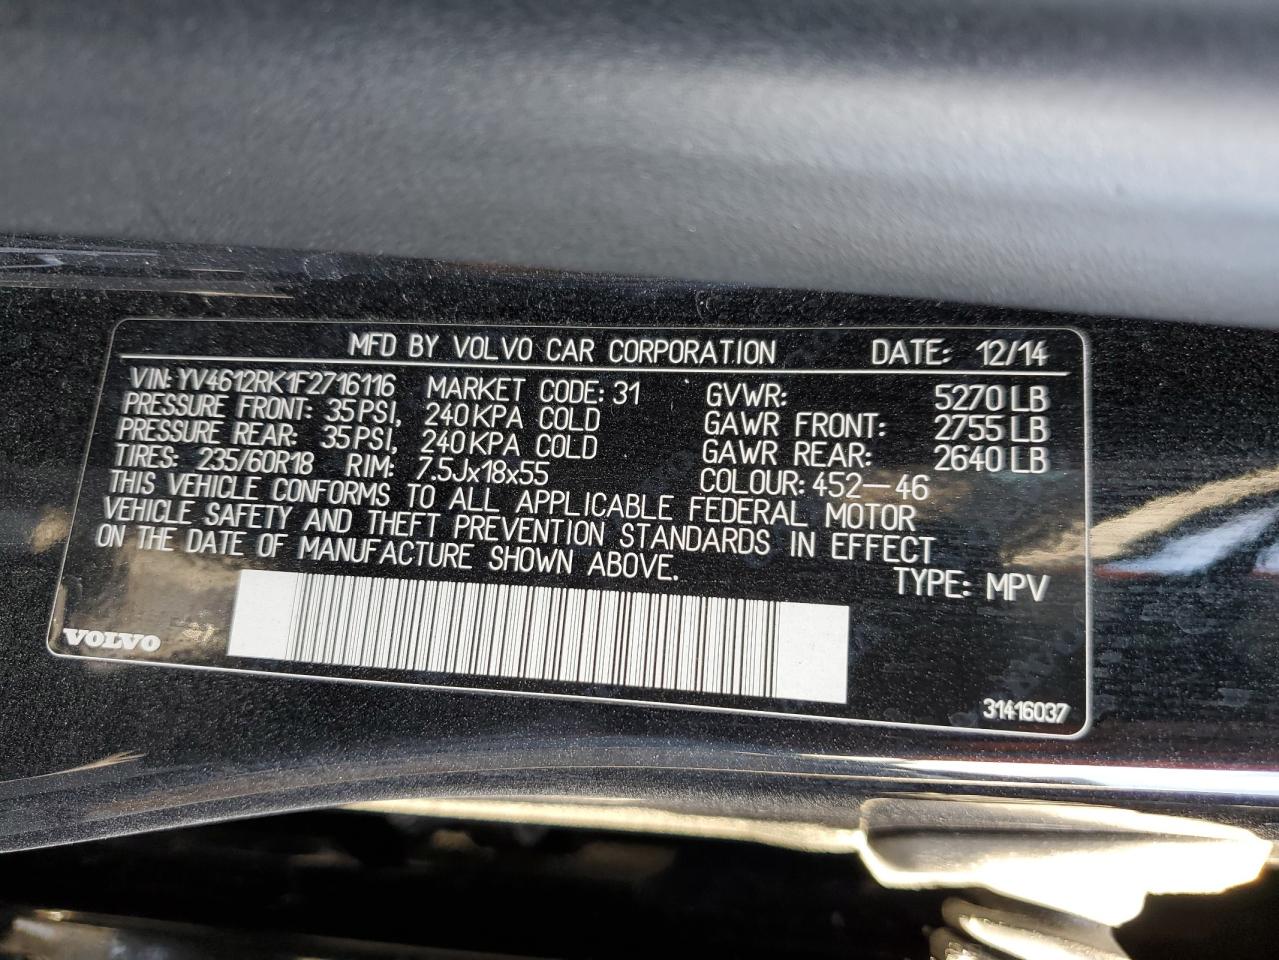 MFD BY VOLVO CAR CORPORATION DATE: 12/14
VIN: YV4612RK1F2716116 MARKET CODE: 31 GVWR: 5270 LB
PRESSURE FRONT: 35 PSI, 240 KPA COLD GAWR FRONT: 2755 LB
PRESSURE REAR: 35 PSI, 240 KPA COLD GAWR REAR: 2640 LB
TIRES: 235/60R18 RIM: 7.5Jx18x55 COLOUR: 452-46
THIS VEHICLE CONFORMS TO ALL APPLICABLE FEDERAL MOTOR
VEHICLE SAFETY AND THEFT PREVENTION STANDARDS IN EFFECT
ON THE DATE OF MANUFACTURE SHOWN ABOVE.
TYPE: MPV
VOLVO
31416037